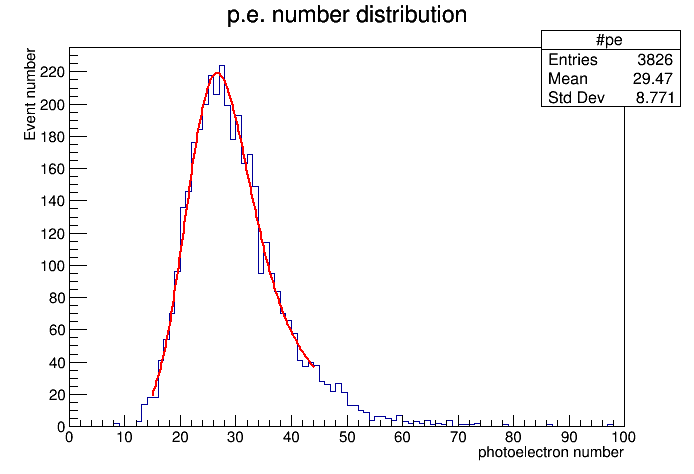 p.e. number distribution
#pe
Entries 3826
Mean 29.47
Std Dev 8.771
Event number
220
200
180
160
140
120
100
80
60
40
20
0
0 10 20 30 40 50 60 70 80 90 100
photoelectron number